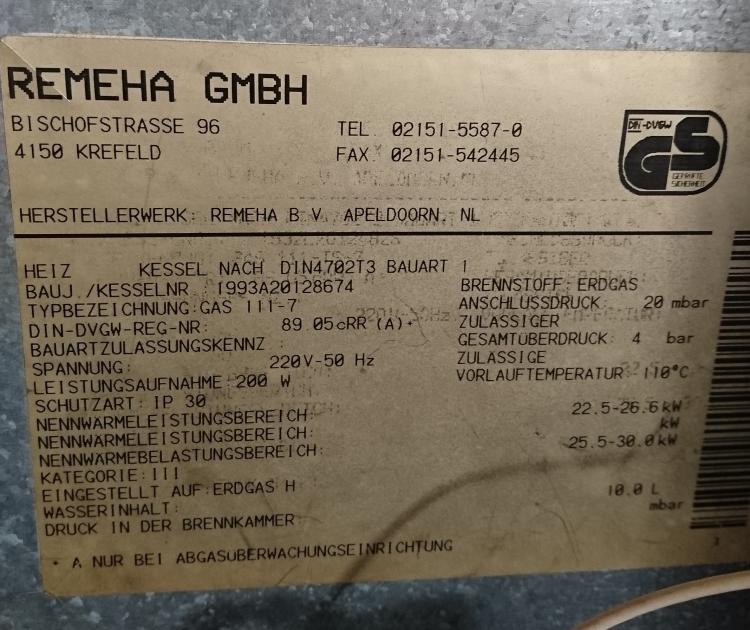 REMEHA GMBH
BISCHOFSTRASSE 96
4150 KREFELD
TEL. 02151-5587-0
FAX. 02151-542445
DIN-DVGW
GS
GEPRÜFTE
SICHERHEIT
HERSTELLERWERK: REMEHA B.V. APELDOORN, NL
HEIZ KESSEL NACH DIN4702T3 BAUART 1
BAUJ./KESSELNR. 1993A20128674
TYPBEZEICHNUNG:GAS 111-7
DIN-DVGW-REG-NR: 89.05cRR (A)*
BAUARTZULASSUNGSKENNZ.:
SPANNUNG: 220V-50 Hz
LEISTUNGSAUFNAHME:200 W
SCHUTZART: IP 30
BRENNSTOFF: ERDGAS
ANSCHLUSSDRUCK: 20 mbar
ZULASSIGER
GESAMTÜBERDRUCK: 4 bar
ZULASSIGE
VORLAUFTEMPERATUR 110°C
NENNWARMELEISTUNGSBEREICH: 22.5-26.6kW
NENNWARMELEISTUNGSBEREICH: kW
NENNWARMEBELASTUNGSBEREICH: 25.5-30.0kW
KATEGORIE:III
EINGESTELLT AUF:ERDGAS H
WASSERINHALT: 10.0 L
DRUCK IN DER BRENNKAMMER: mbar
* A NUR BEI ABGASÜBERWACHUNGSEINRICHTUNG